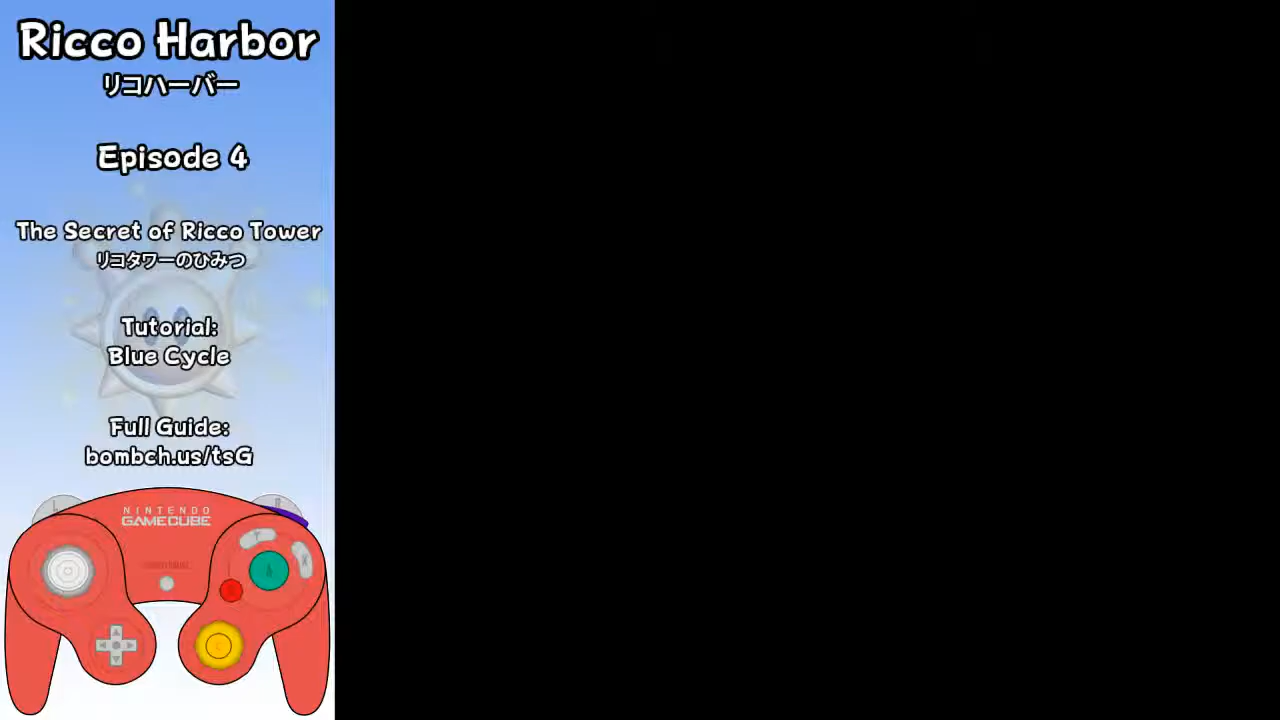 Ricco Harbor
リコハーバー
Episode 4
The Secret of Ricco Tower
リコタワーのひみつ
Tutorial:
Blue Cycle
Full Guide:
bombch.us/tsG
NINTENDO
GAMECUBE